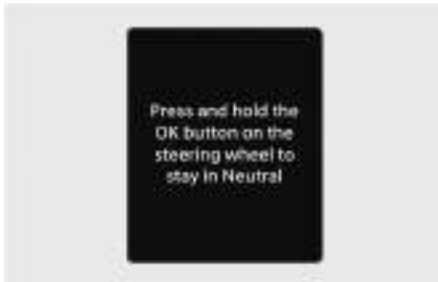 Press and hold the
OK button on the
steering wheel to
stay in Neutral